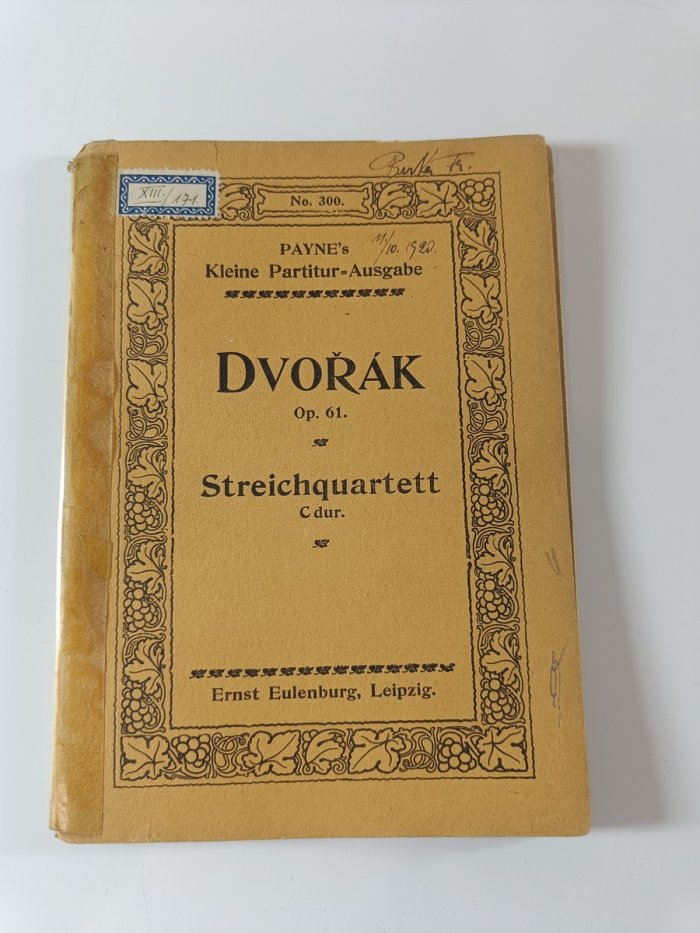 XIII./171.
No. 300.
11/10. 1920.
PAYNE's
Kleine Partitur=Ausgabe
DVOŘÁK
Op. 61.
Streichquartett
C dur.
Ernst Eulenburg, Leipzig.